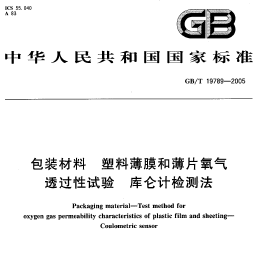 ICS 55.040
A 83
GB
中华人民共和国国家标准
GB/T 19789—2005
包装材料 塑料薄膜和薄片氧气
透过性试验 库仑计检测法
Packaging material—Test method for
oxygen gas permeability characteristics of plastic film and sheeting—
Coulometric sensor